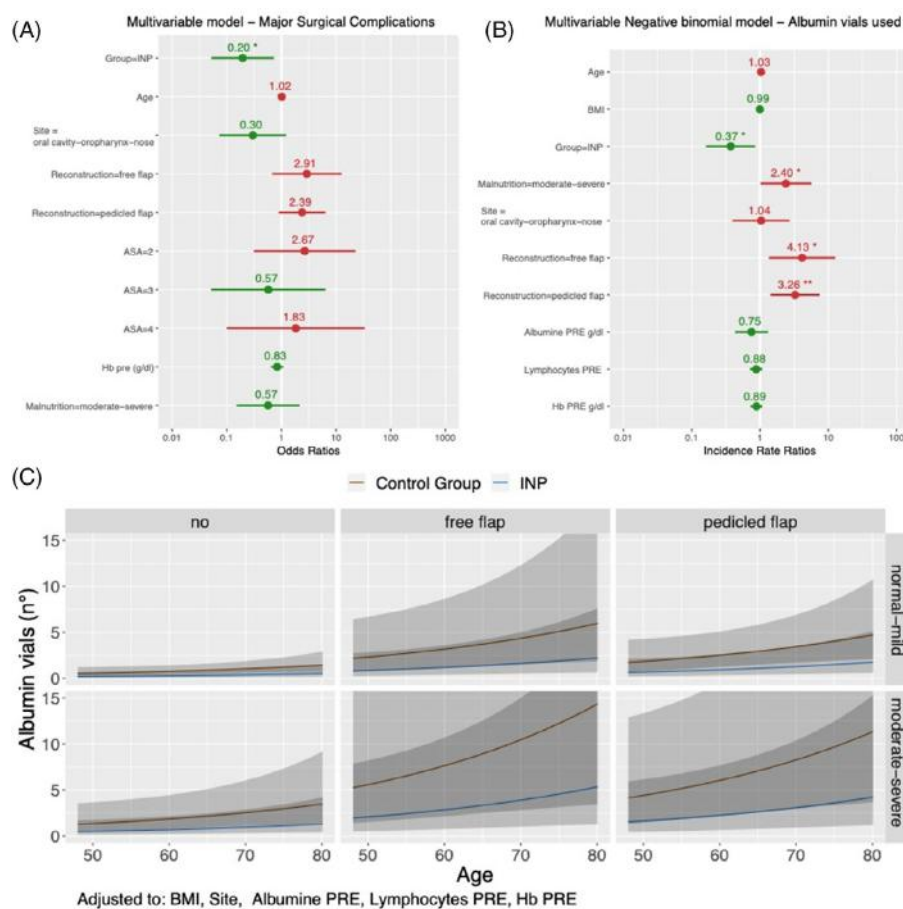 (A)
Multivariable model – Major Surgical Complications
0.20 *
Group=INP
1.02
Age
0.30
Site =
oral cavity-oropharynx-nose
2.91
Reconstruction=free flap
2.39
Reconstruction=pedicled flap
2.67
ASA=2
0.57
ASA=3
1.83
ASA=4
0.83
Hb pre (g/dl)
0.57
Malnutrition=moderate-severe
0.01 0.1 1 10 100 1000
Odds Ratios
(B)
Multivariable Negative binomial model – Albumin vials used
1.03
Age
0.99
BMI
0.37 *
Group=INP
2.40 *
Malnutrition=moderate-severe
1.04
Site =
oral cavity-oropharynx-nose
4.13 *
Reconstruction=free flap
3.26 **
Reconstruction=pedicled flap
0.75
Albumine PRE g/dl
0.88
Lymphocytes PRE
0.89
Hb PRE g/dl
0.01 0.1 1 10 100
Incidence Rate Ratios
(C)
Control Group INP
no free flap pedicled flap
Albumin vials (n°)
15
10
5
0
normal-mild
15
10
5
0
moderate-severe
50 60 70 80 50 60 70 80 50 60 70 80
Age
Adjusted to: BMI, Site, Albumine PRE, Lymphocytes PRE, Hb PRE